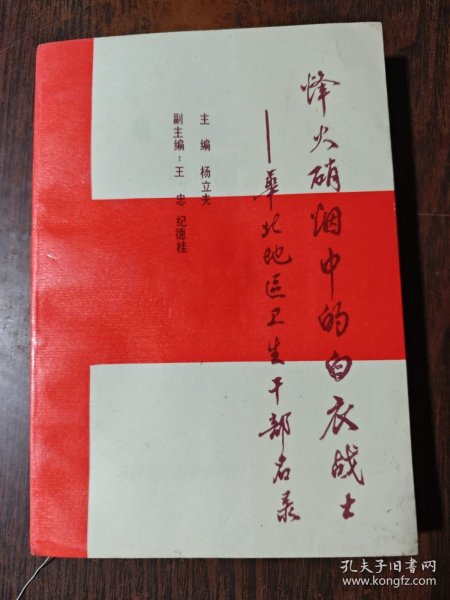 烽火硝烟中的白衣战士
——華北地區卫生干部名录
主编 杨立夫
副主编：王忠 纪德桂
孔夫子旧书网
www.kongfz.com